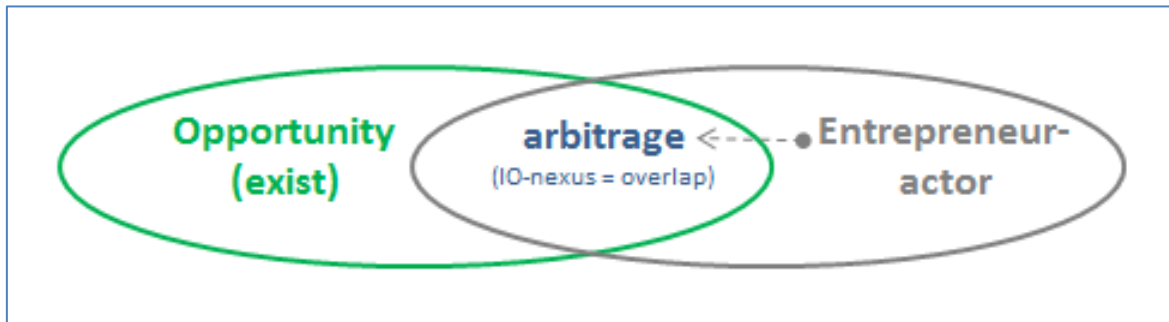 Opportunity
(exist)
arbitrage
(IO-nexus = overlap)
Entrepreneur-
actor